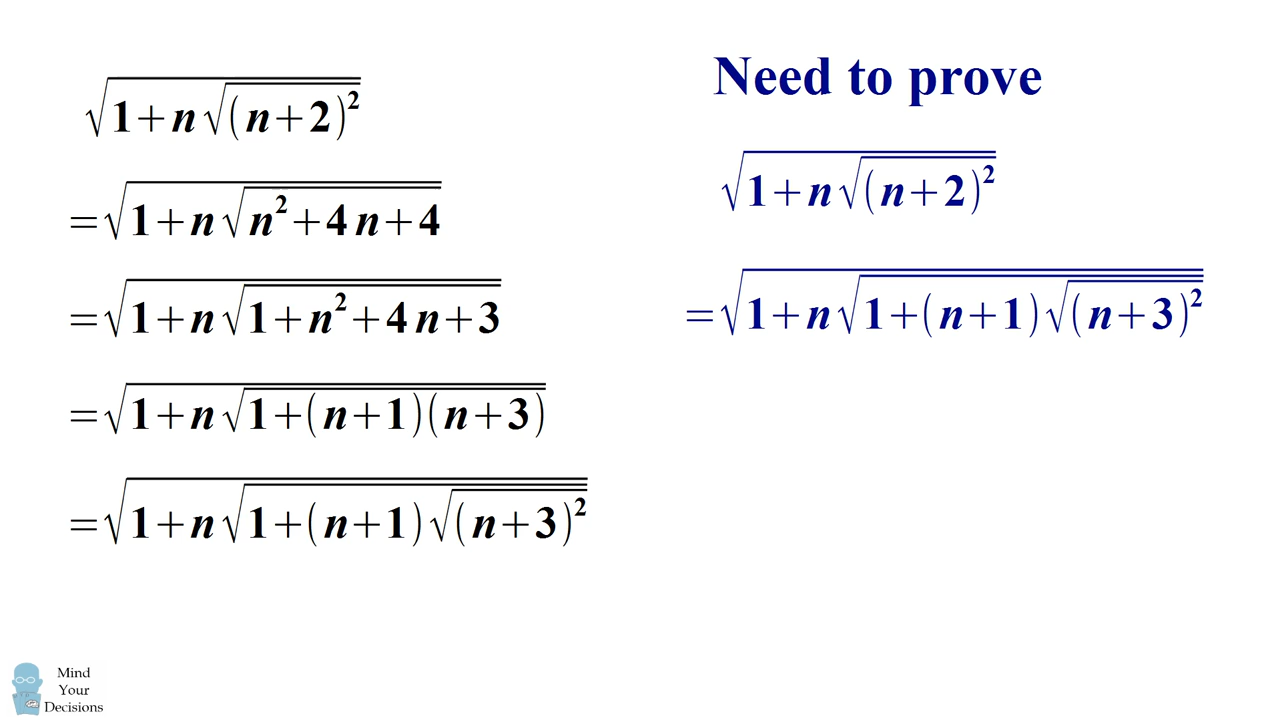 √(1+n√((n+2)²))
=√(1+n√(n²+4n+4))
=√(1+n√(1+n²+4n+3))
=√(1+n√(1+(n+1)(n+3)))
=√(1+n√(1+(n+1)√((n+3)²)))
Need to prove
√(1+n√((n+2)²))
=√(1+n√(1+(n+1)√((n+3)²)))
Mind
Your
Decisions